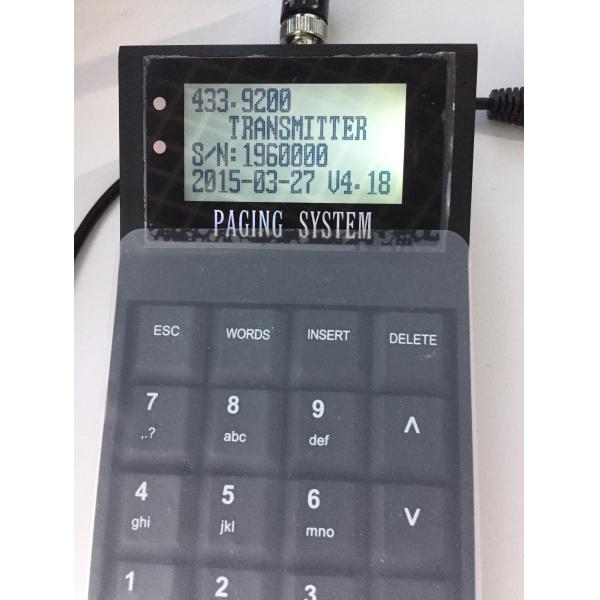 433.9200
TRANSMITTER
S/N:1960000
2015-03-27 V4.18
PAGING SYSTEM
ESC WORDS INSERT DELETE
7 8 9 ∧
,.? abc def
4 5 6 ∨
ghi jkl mno
1 2 3